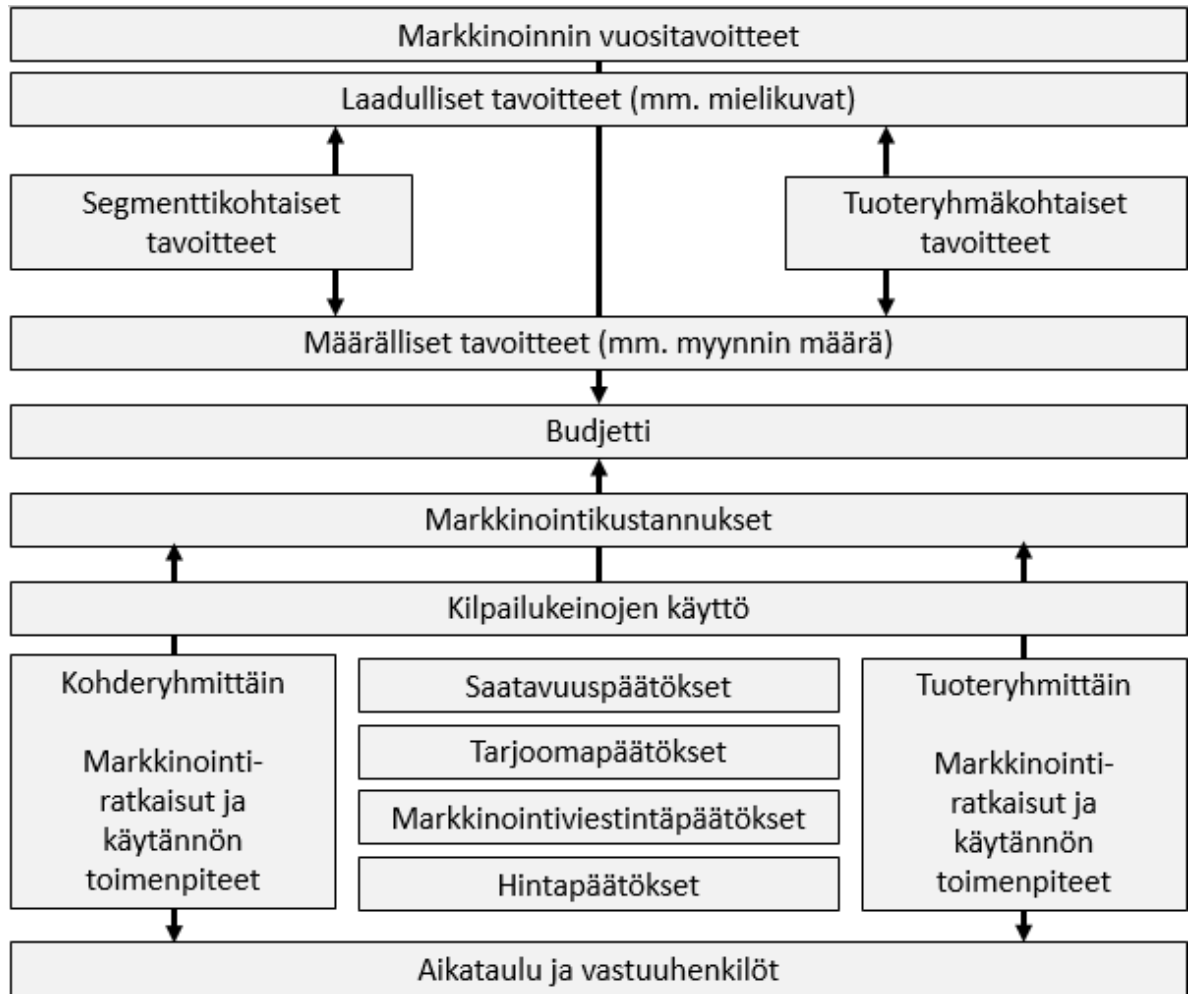 Markkinoinnin vuositavoitteet
Laadulliset tavoitteet (mm. mielikuvat)
Segmenttikohtaiset
tavoitteet
Tuoteryhmäkohtaiset
tavoitteet
Määrälliset tavoitteet (mm. myynnin määrä)
Budjetti
Markkinointikustannukset
Kilpailukeinojen käyttö
Kohderyhmittäin
Markkinointi-
ratkaisut ja
käytännön
toimenpiteet
Saatavuuspäätökset
Tarjoomapäätökset
Markkinointiviestintäpäätökset
Hintapäätökset
Tuoteryhmittäin
Markkinointi-
ratkaisut ja
käytännön
toimenpiteet
Aikataulu ja vastuuhenkilöt